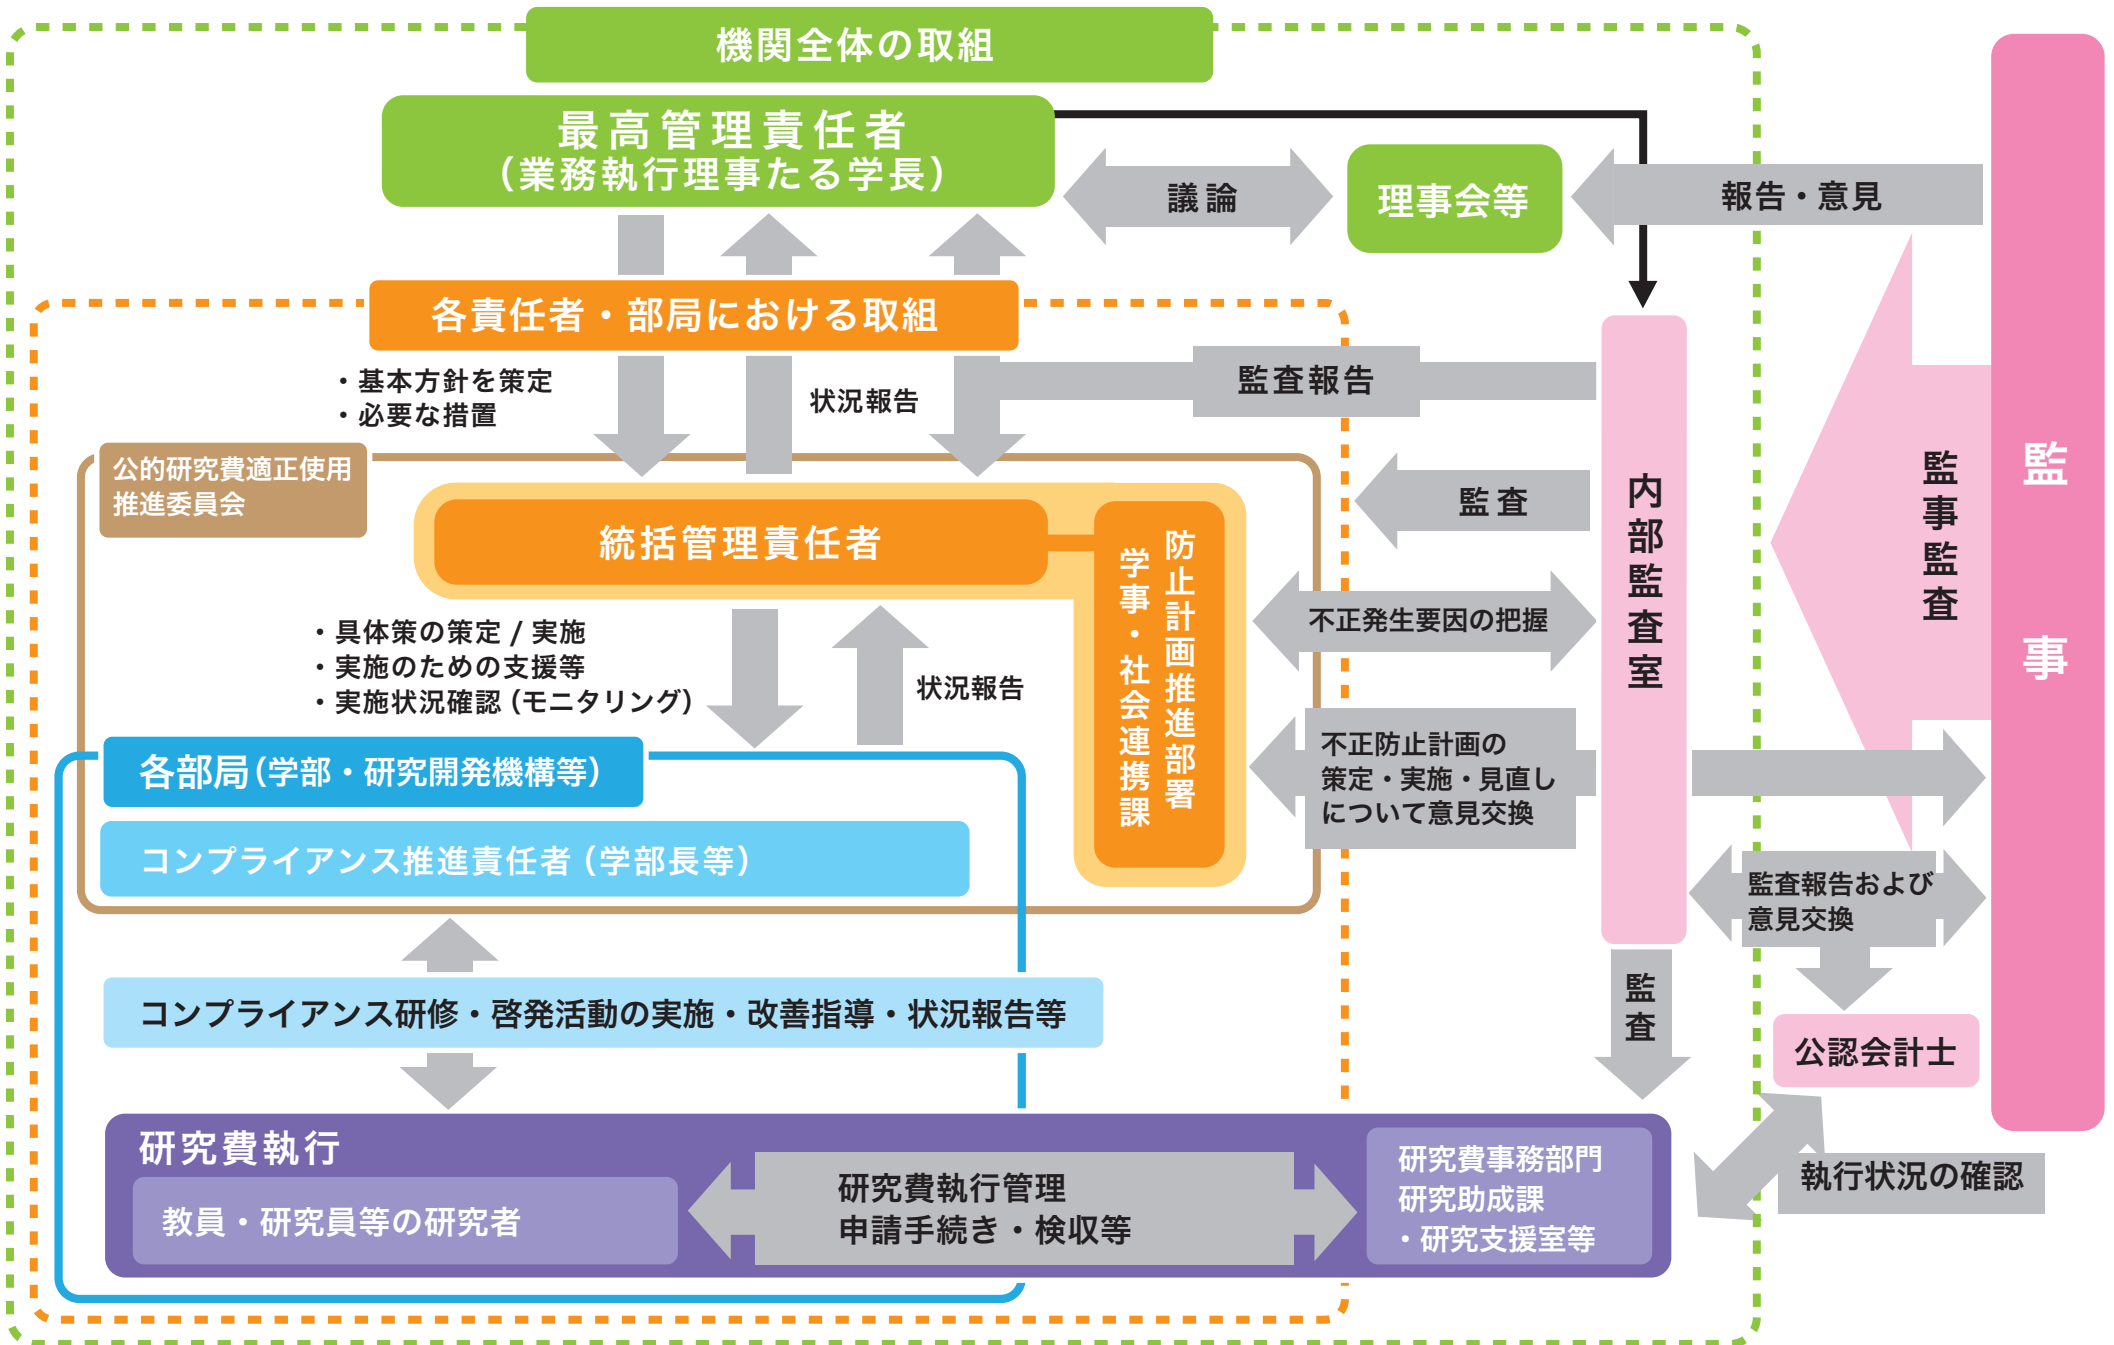 機関全体の取組
最高管理責任者
（業務執行理事たる学長）
議論
理事会等
報告・意見
各責任者・部局における取組
・基本方針を策定
・必要な措置
状況報告
監査報告
公的研究費適正使用
推進委員会
監査
統括管理責任者
防止計画推進部署
学事・社会連携課
内部監査室
監事監査
監事
不正発生要因の把握
・具体策の策定 / 実施
・実施のための支援等
・実施状況確認（モニタリング）
状況報告
不正防止計画の
策定・実施・見直し
について意見交換
各部局（学部・研究開発機構等）
コンプライアンス推進責任者（学部長等）
監査報告および
意見交換
コンプライアンス研修・啓発活動の実施・改善指導・状況報告等
監査
公認会計士
研究費執行
教員・研究員等の研究者
研究費執行管理
申請手続き・検収等
研究費事務部門
研究助成課
・研究支援室等
執行状況の確認